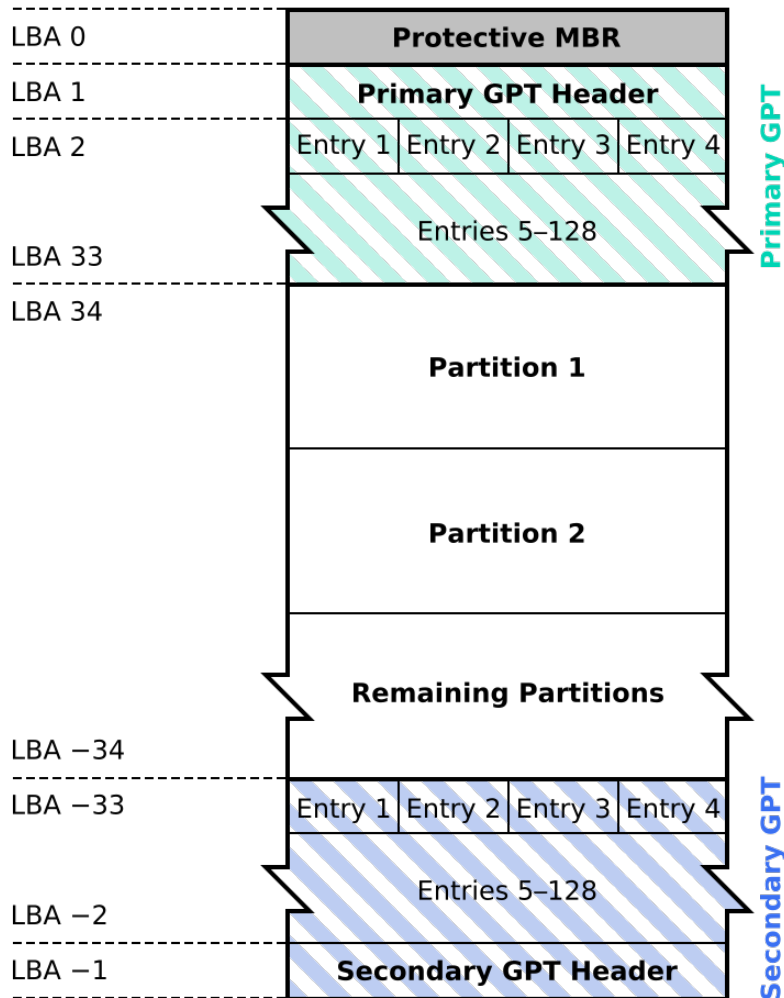 LBA 0
Protective MBR
LBA 1
Primary GPT Header
LBA 2
Entry 1 Entry 2 Entry 3 Entry 4
Entries 5–128
LBA 33
Primary GPT
LBA 34
Partition 1
Partition 2
Remaining Partitions
LBA −34
LBA −33
Entry 1 Entry 2 Entry 3 Entry 4
Entries 5–128
LBA −2
LBA −1
Secondary GPT Header
Secondary GPT